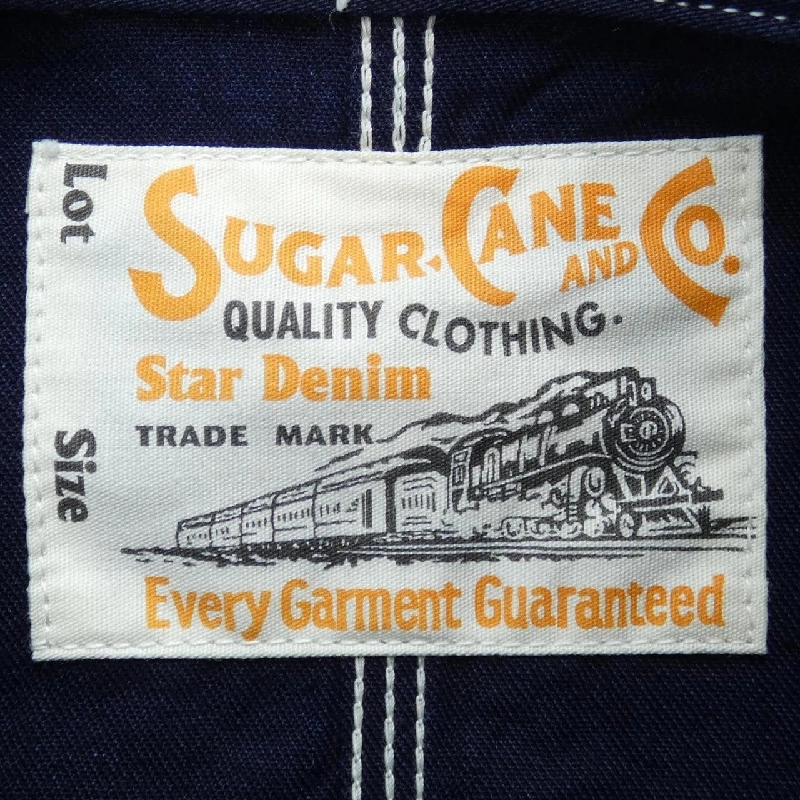 Lot
Size
SUGAR-CANE AND CO.
QUALITY CLOTHING.
Star Denim
TRADE MARK
Every Garment Guaranteed